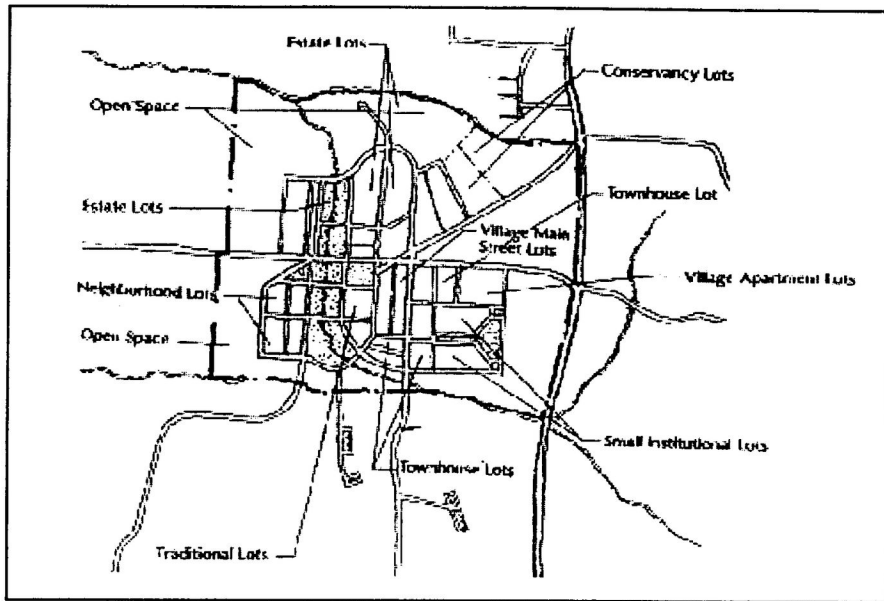 Estate Lots
Conservancy Lots
Open Space
Townhouse Lot
Estate Lots
Village Main
Street Lots
Village Apartment Lots
Neighborhood Lots
Open Space
Small Institutional Lots
Townhouse Lots
Traditional Lots